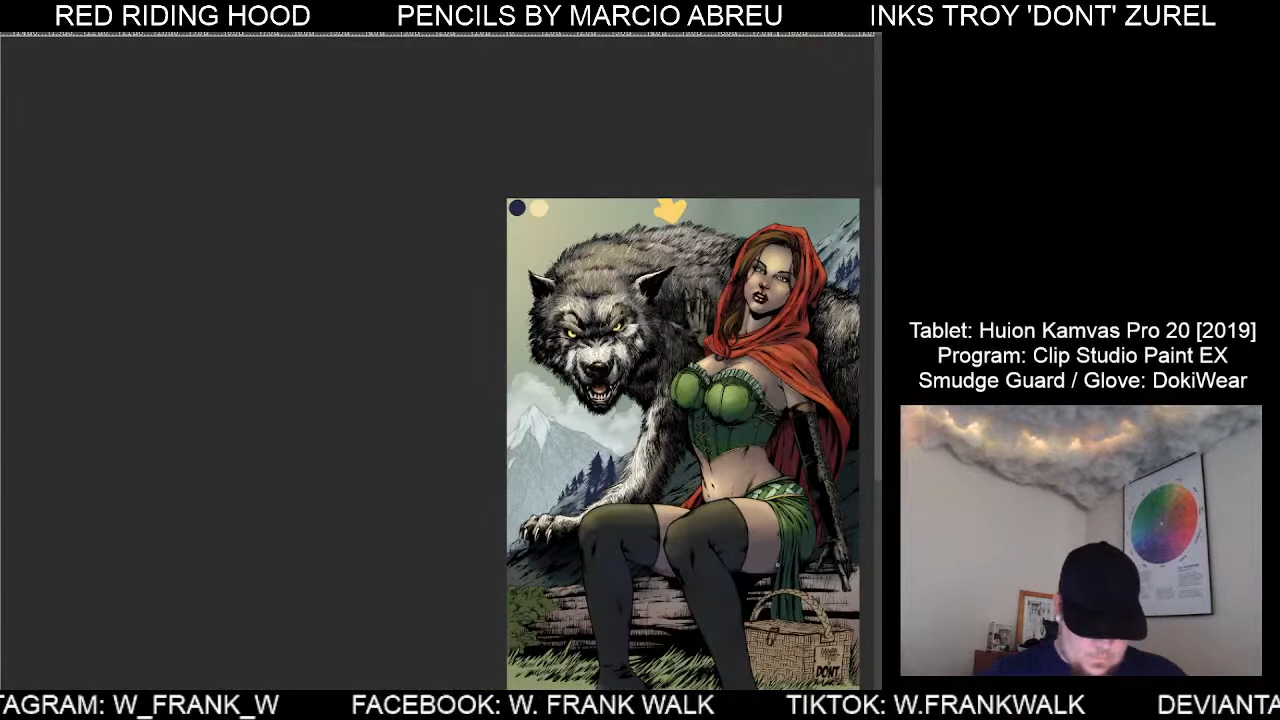 RED RIDING HOOD PENCILS BY MARCIO ABREU INKS TROY 'DONT' ZUREL
Tablet: Huion Kamvas Pro 20 [2019]
Program: Clip Studio Paint EX
Smudge Guard / Glove: DokiWear
DONT
TAGRAM: W_FRANK_W FACEBOOK: W. FRANK WALK TIKTOK: W.FRANKWALK DEVIANTA